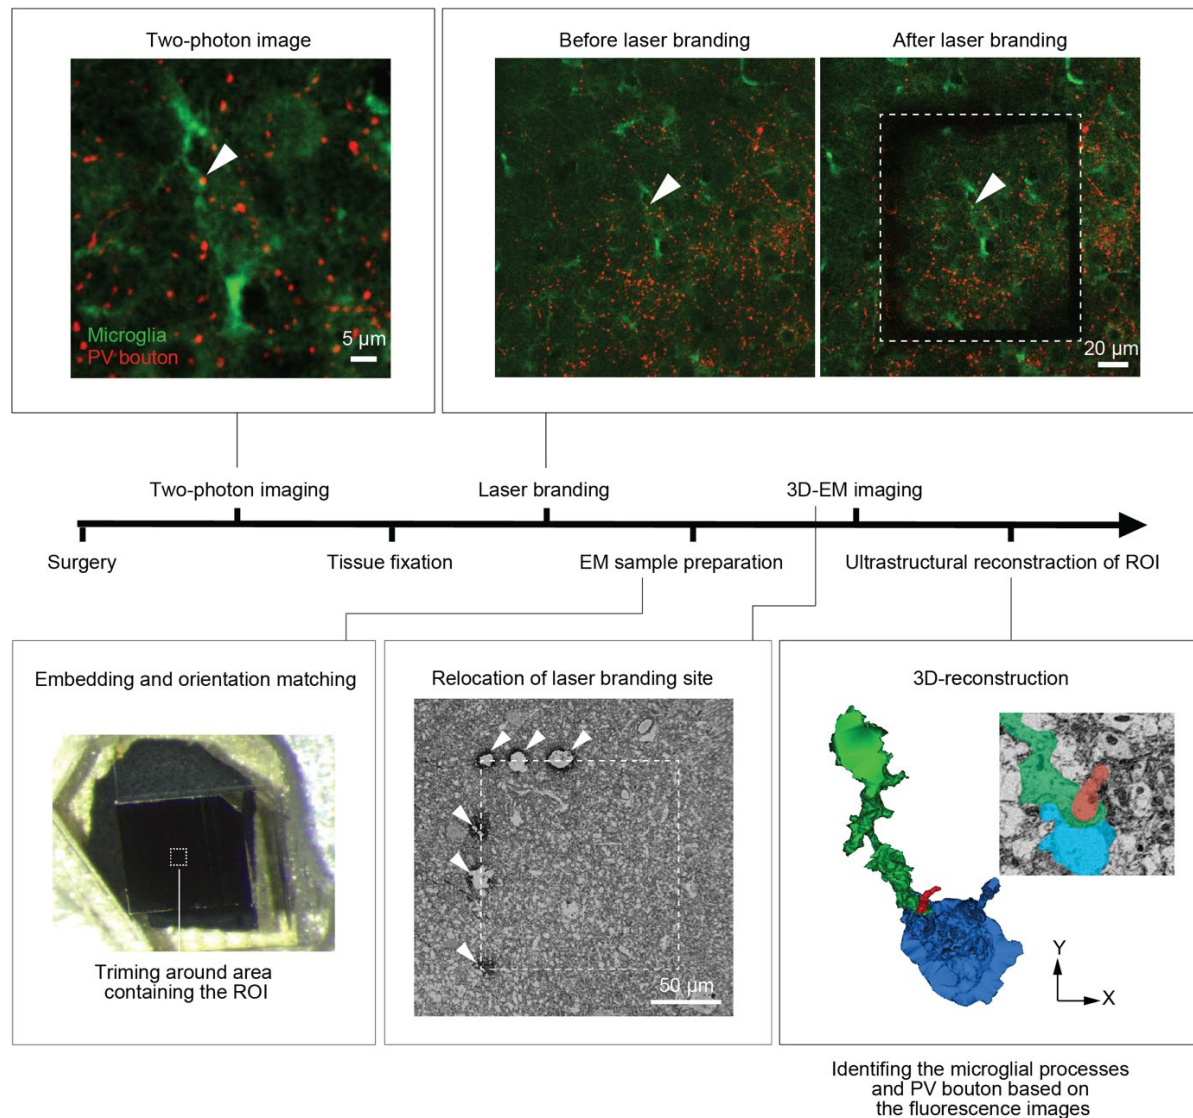 Two-photon image
Microglia
PV bouton
5 µm
Before laser branding
After laser branding
20 µm
Two-photon imaging
Laser branding
3D-EM imaging
Surgery
Tissue fixation
EM sample preparation
Ultrastructural reconstraction of ROI
Embedding and orientation matching
Triming around area
containing the ROI
Relocation of laser branding site
50 µm
3D-reconstruction
Y
X
Identifing the microglial processes
and PV bouton based on
the fluorescence images